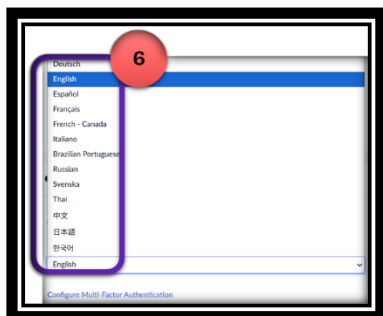 6
Deutsch
English
Español
Français
French - Canada
Italiano
Brazilian Portuguese
Russian
Svenska
Thai
中文
日本語
한국어
English
Configure Multi-Factor Authentication